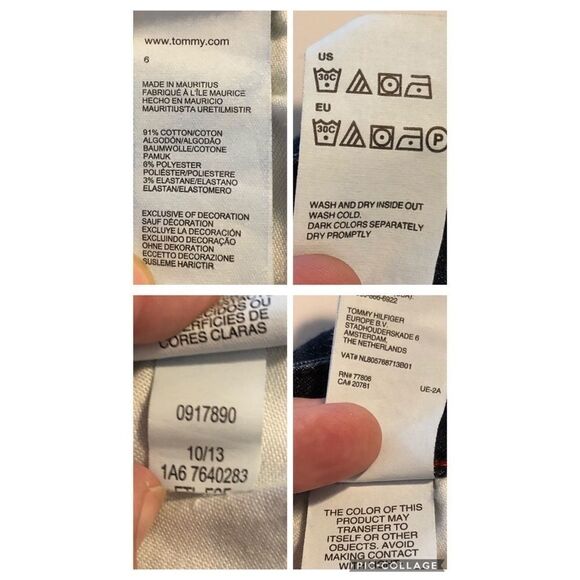 www.tommy.com
6
MADE IN MAURITIUS
FABRIQUÉ À L'ÎLE MAURICE
HECHO EN MAURICIO
MAURITIUS'TA URETILMISTIR
91% COTTON/COTON
ALGODÓN/ALGODÃO
BAUMWOLLE/COTONE
PAMUK
6% POLYESTER
POLIÉSTER/POLIESTERE
3% ELASTANE/ELASTANO
ELASTAN/ELASTOMERO
EXCLUSIVE OF DECORATION
SAUF DÉCORATION
EXCLUYE LA DECORACIÓN
EXCLUINDO DECORAÇÃO
OHNE DEKORATION
ECCETTO DECORAZIONE
SUSLEME HARICTIR
US
30C
EU
30C
P
WASH AND DRY INSIDE OUT
WASH COLD.
DARK COLORS SEPARATELY
DRY PROMPTLY
OU
CORES CLARAS
0917890
10/13
1A6 7640283
TOMMY HILFIGER
EUROPE B.V.
STADHOUDERSKADE 6
AMSTERDAM,
THE NETHERLANDS
VAT# NL805768713B01
RN# 77806
CA# 20781
UE-2A
THE COLOR OF THIS
PRODUCT MAY
TRANSFER TO
ITSELF OR OTHER
OBJECTS. AVOID
MAKING CONTACT
PIC•COLLAGE